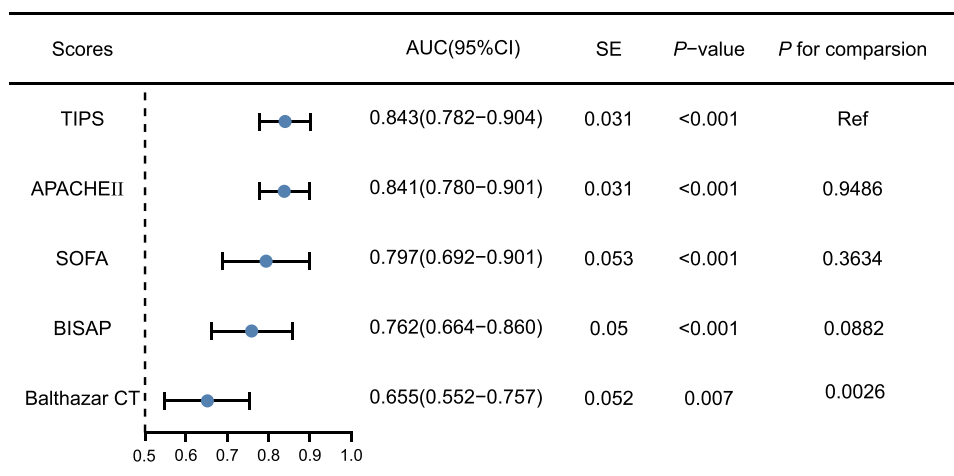 Scores AUC(95%CI) SE P−value P for comparsion
TIPS 0.843(0.782−0.904) 0.031 <0.001 Ref
APACHEII 0.841(0.780−0.901) 0.031 <0.001 0.9486
SOFA 0.797(0.692−0.901) 0.053 <0.001 0.3634
BISAP 0.762(0.664−0.860) 0.05 <0.001 0.0882
Balthazar CT 0.655(0.552−0.757) 0.052 0.007 0.0026
0.5 0.6 0.7 0.8 0.9 1.0